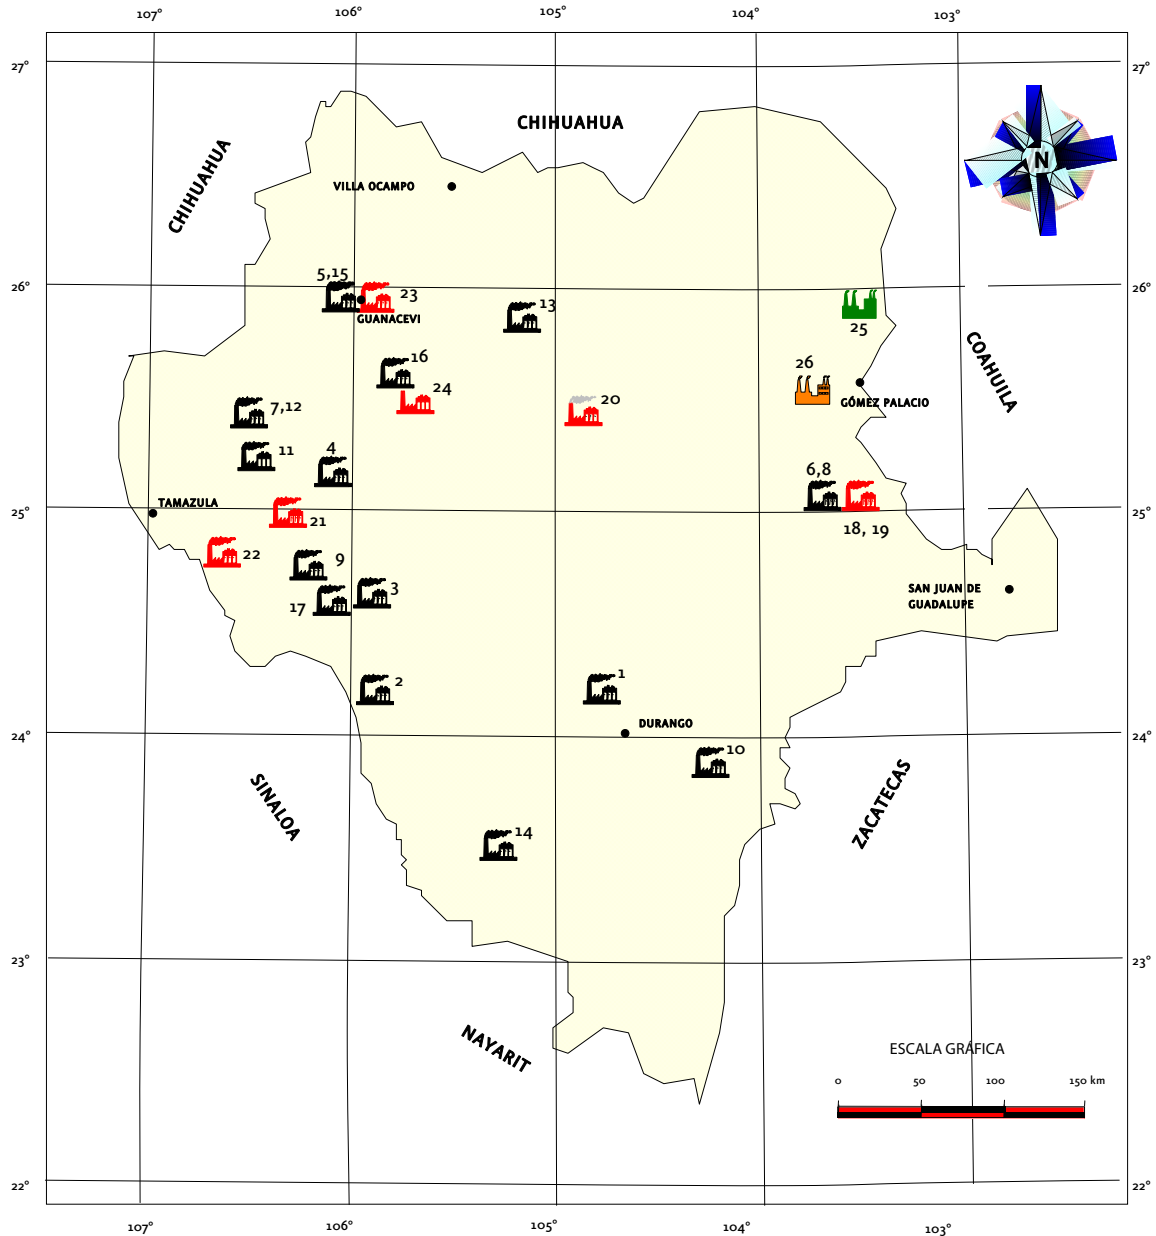 107°
106°
105°
104°
103°
27°
27°
CHIHUAHUA
CHIHUAHUA
N
VILLA OCAMPO
26°
26°
5,15
23
GUANACEVI
13
25
COAHUILA
16
24
26
GÓMEZ PALACIO
20
7,12
11
4
6,8
TAMAZULA
25°
25°
21
18, 19
22
9
3
17
SAN JUAN DE
GUADALUPE
2
1
DURANGO
24°
24°
10
SINALOA
ZACATECAS
14
23°
23°
NAYARIT
ESCALA GRÁFICA
0 50 100 150 km
22°
22°
107°
106°
105°
104°
103°